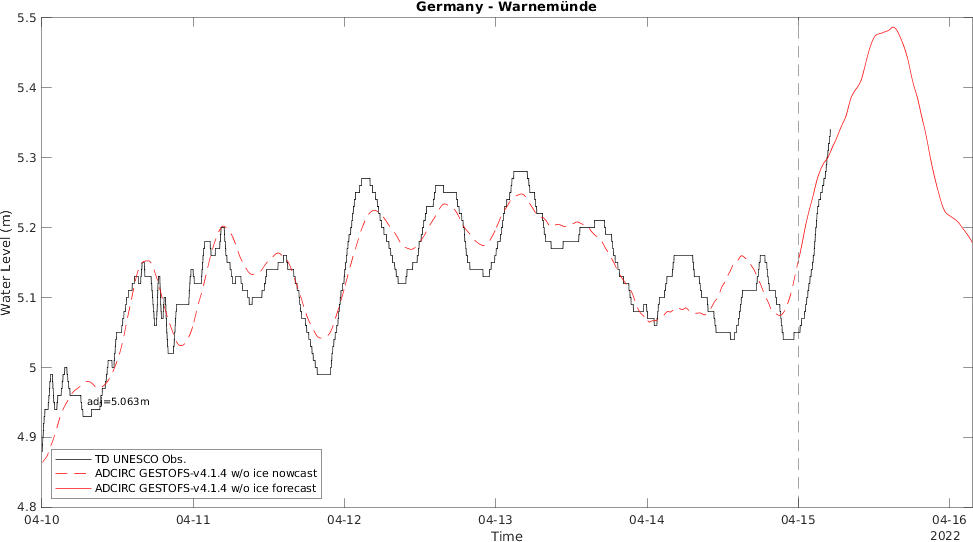 Germany - Warnemünde
5.5
5.4
5.3
5.2
5.1
5
4.9
4.8
Water Level (m)
adj=5.063m
TD UNESCO Obs.
ADCIRC GESTOFS-v4.1.4 w/o ice nowcast
ADCIRC GESTOFS-v4.1.4 w/o ice forecast
04-10 04-11 04-12 04-13 04-14 04-15 04-16
Time
2022